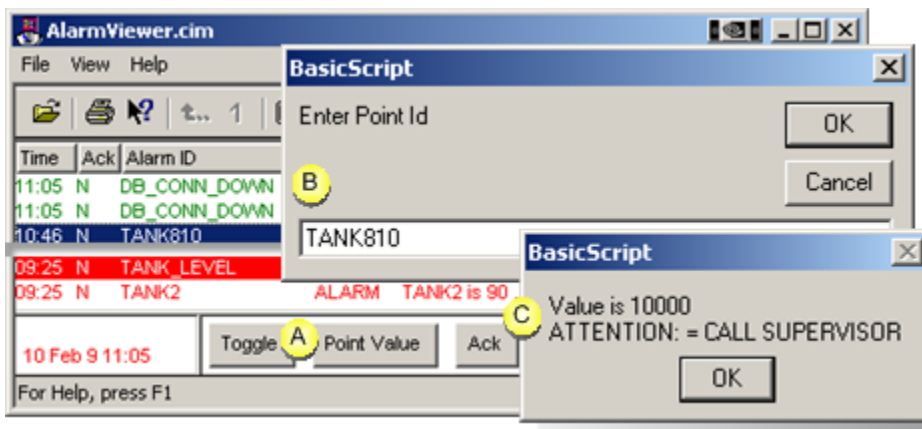 AlarmViewer.cim
File View Help
1
Time Ack Alarm ID
11:05 N DB_CONN_DOWN
11:05 N DB_CONN_DOWN
10:46 N TANK810
09:25 N TANK_LEVEL
09:25 N TANK2 ALARM TANK2 is 90
10 Feb 9 11:05
Toggle A Point Value Ack
For Help, press F1
BasicScript
Enter Point Id
OK
B
Cancel
TANK810
BasicScript
C
Value is 10000
ATTENTION: = CALL SUPERVISOR
OK